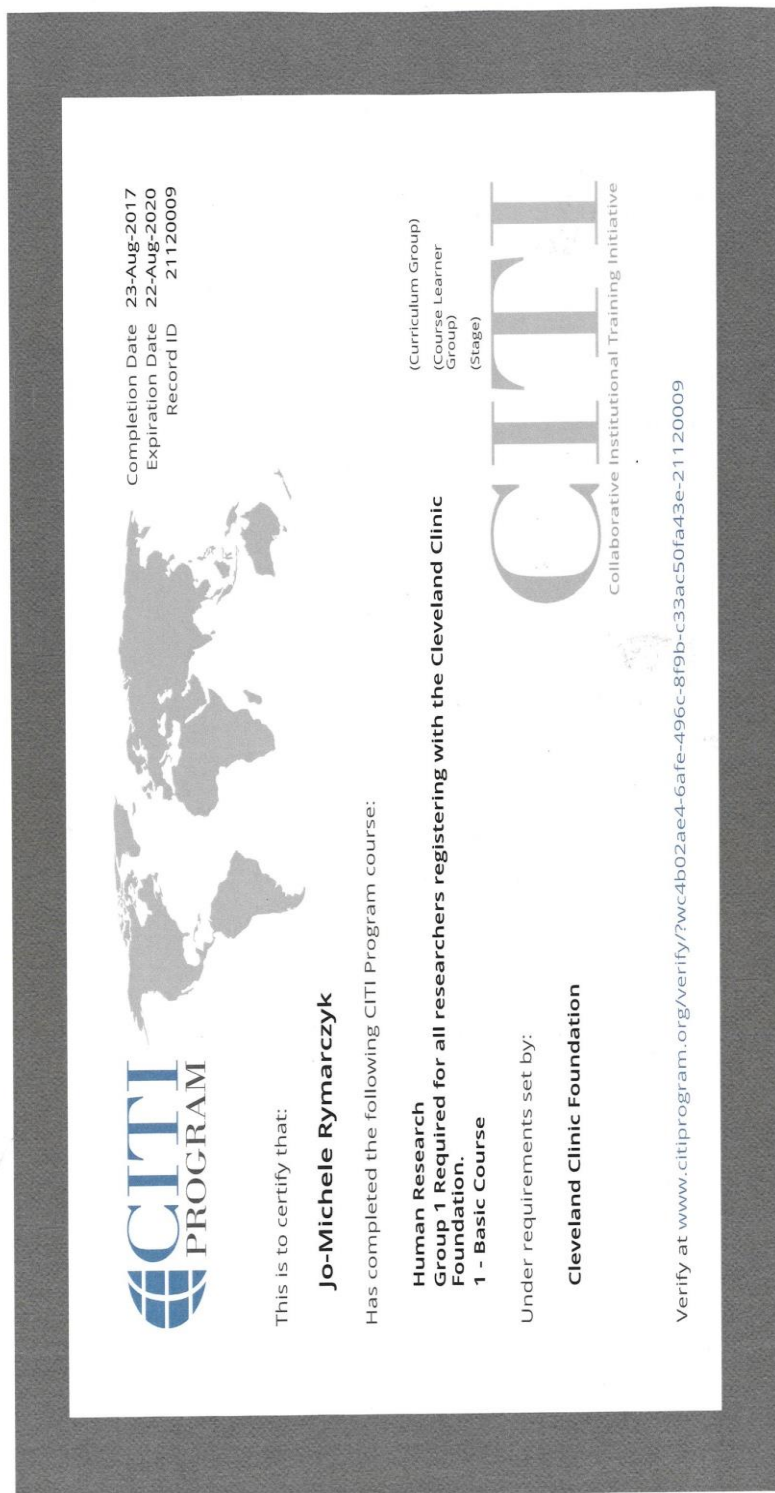 CITI
PROGRAM
Completion Date 23-Aug-2017
Expiration Date 22-Aug-2020
Record ID 21120009
This is to certify that:
Jo-Michele Rymarczyk
Has completed the following CITI Program course:
Human Research (Curriculum Group)
Group 1 Required for all researchers registering with the Cleveland Clinic (Course Learner
Foundation. Group)
1 - Basic Course (Stage)
Under requirements set by:
Cleveland Clinic Foundation
CITI
Collaborative Institutional Training Initiative
Verify at www.citiprogram.org/verify/?wc4b02ae4-6afe-496c-8f9b-c33ac50fa43e-21120009